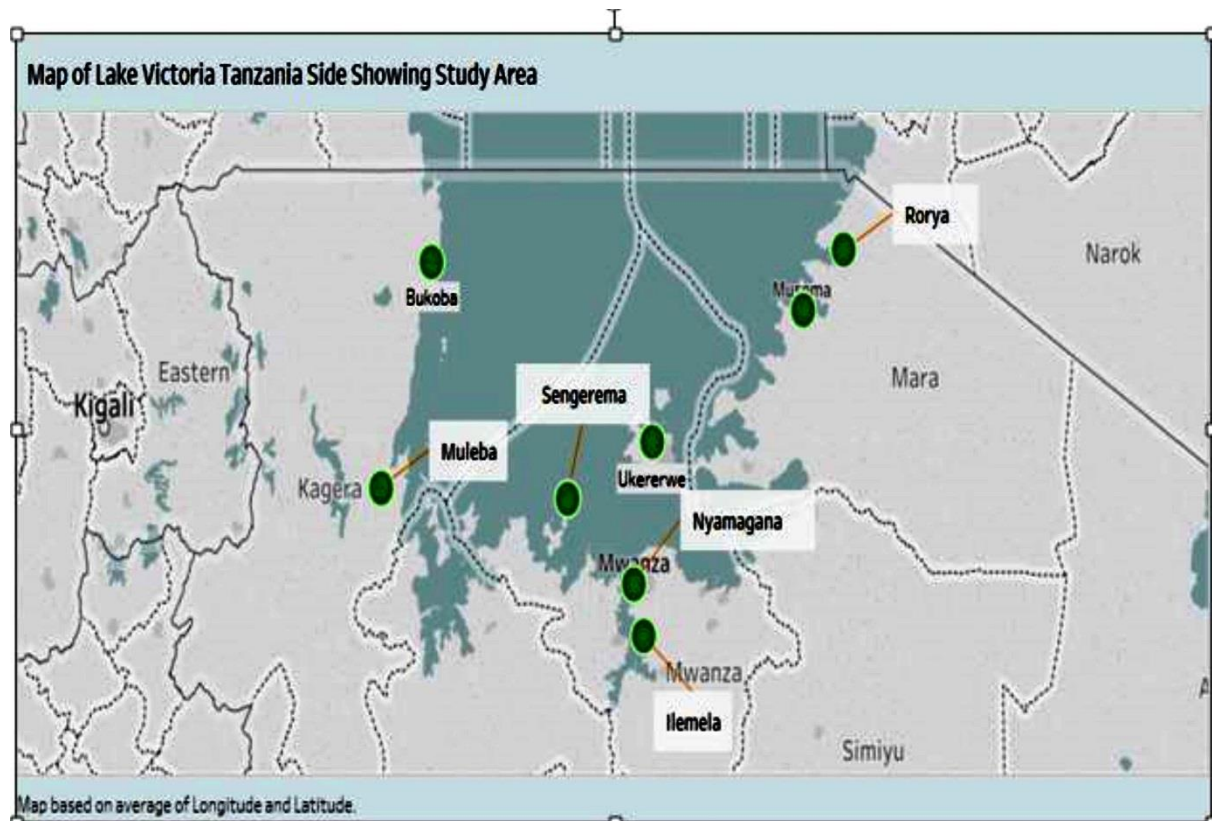 Map of Lake Victoria Tanzania Side Showing Study Area
Rorya
Narok
Bukoba
Musoma
Eastern
Mara
Kigali
Sengerema
Muleba
Ukererwe
Kagera
Nyamagana
Mwanza
Mwanza
Ilemela
Simiyu
A
Map based on average of Longitude and Latitude.